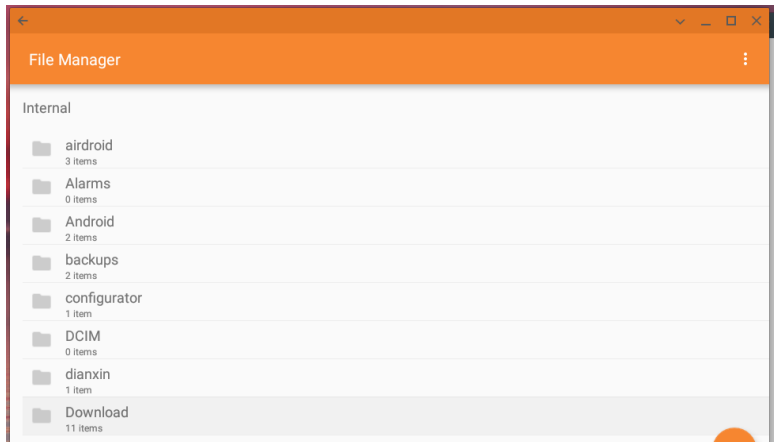 File Manager
Internal
airdroid
3 items
Alarms
0 items
Android
2 items
backups
2 items
configurator
1 item
DCIM
0 items
dianxin
1 item
Download
11 items